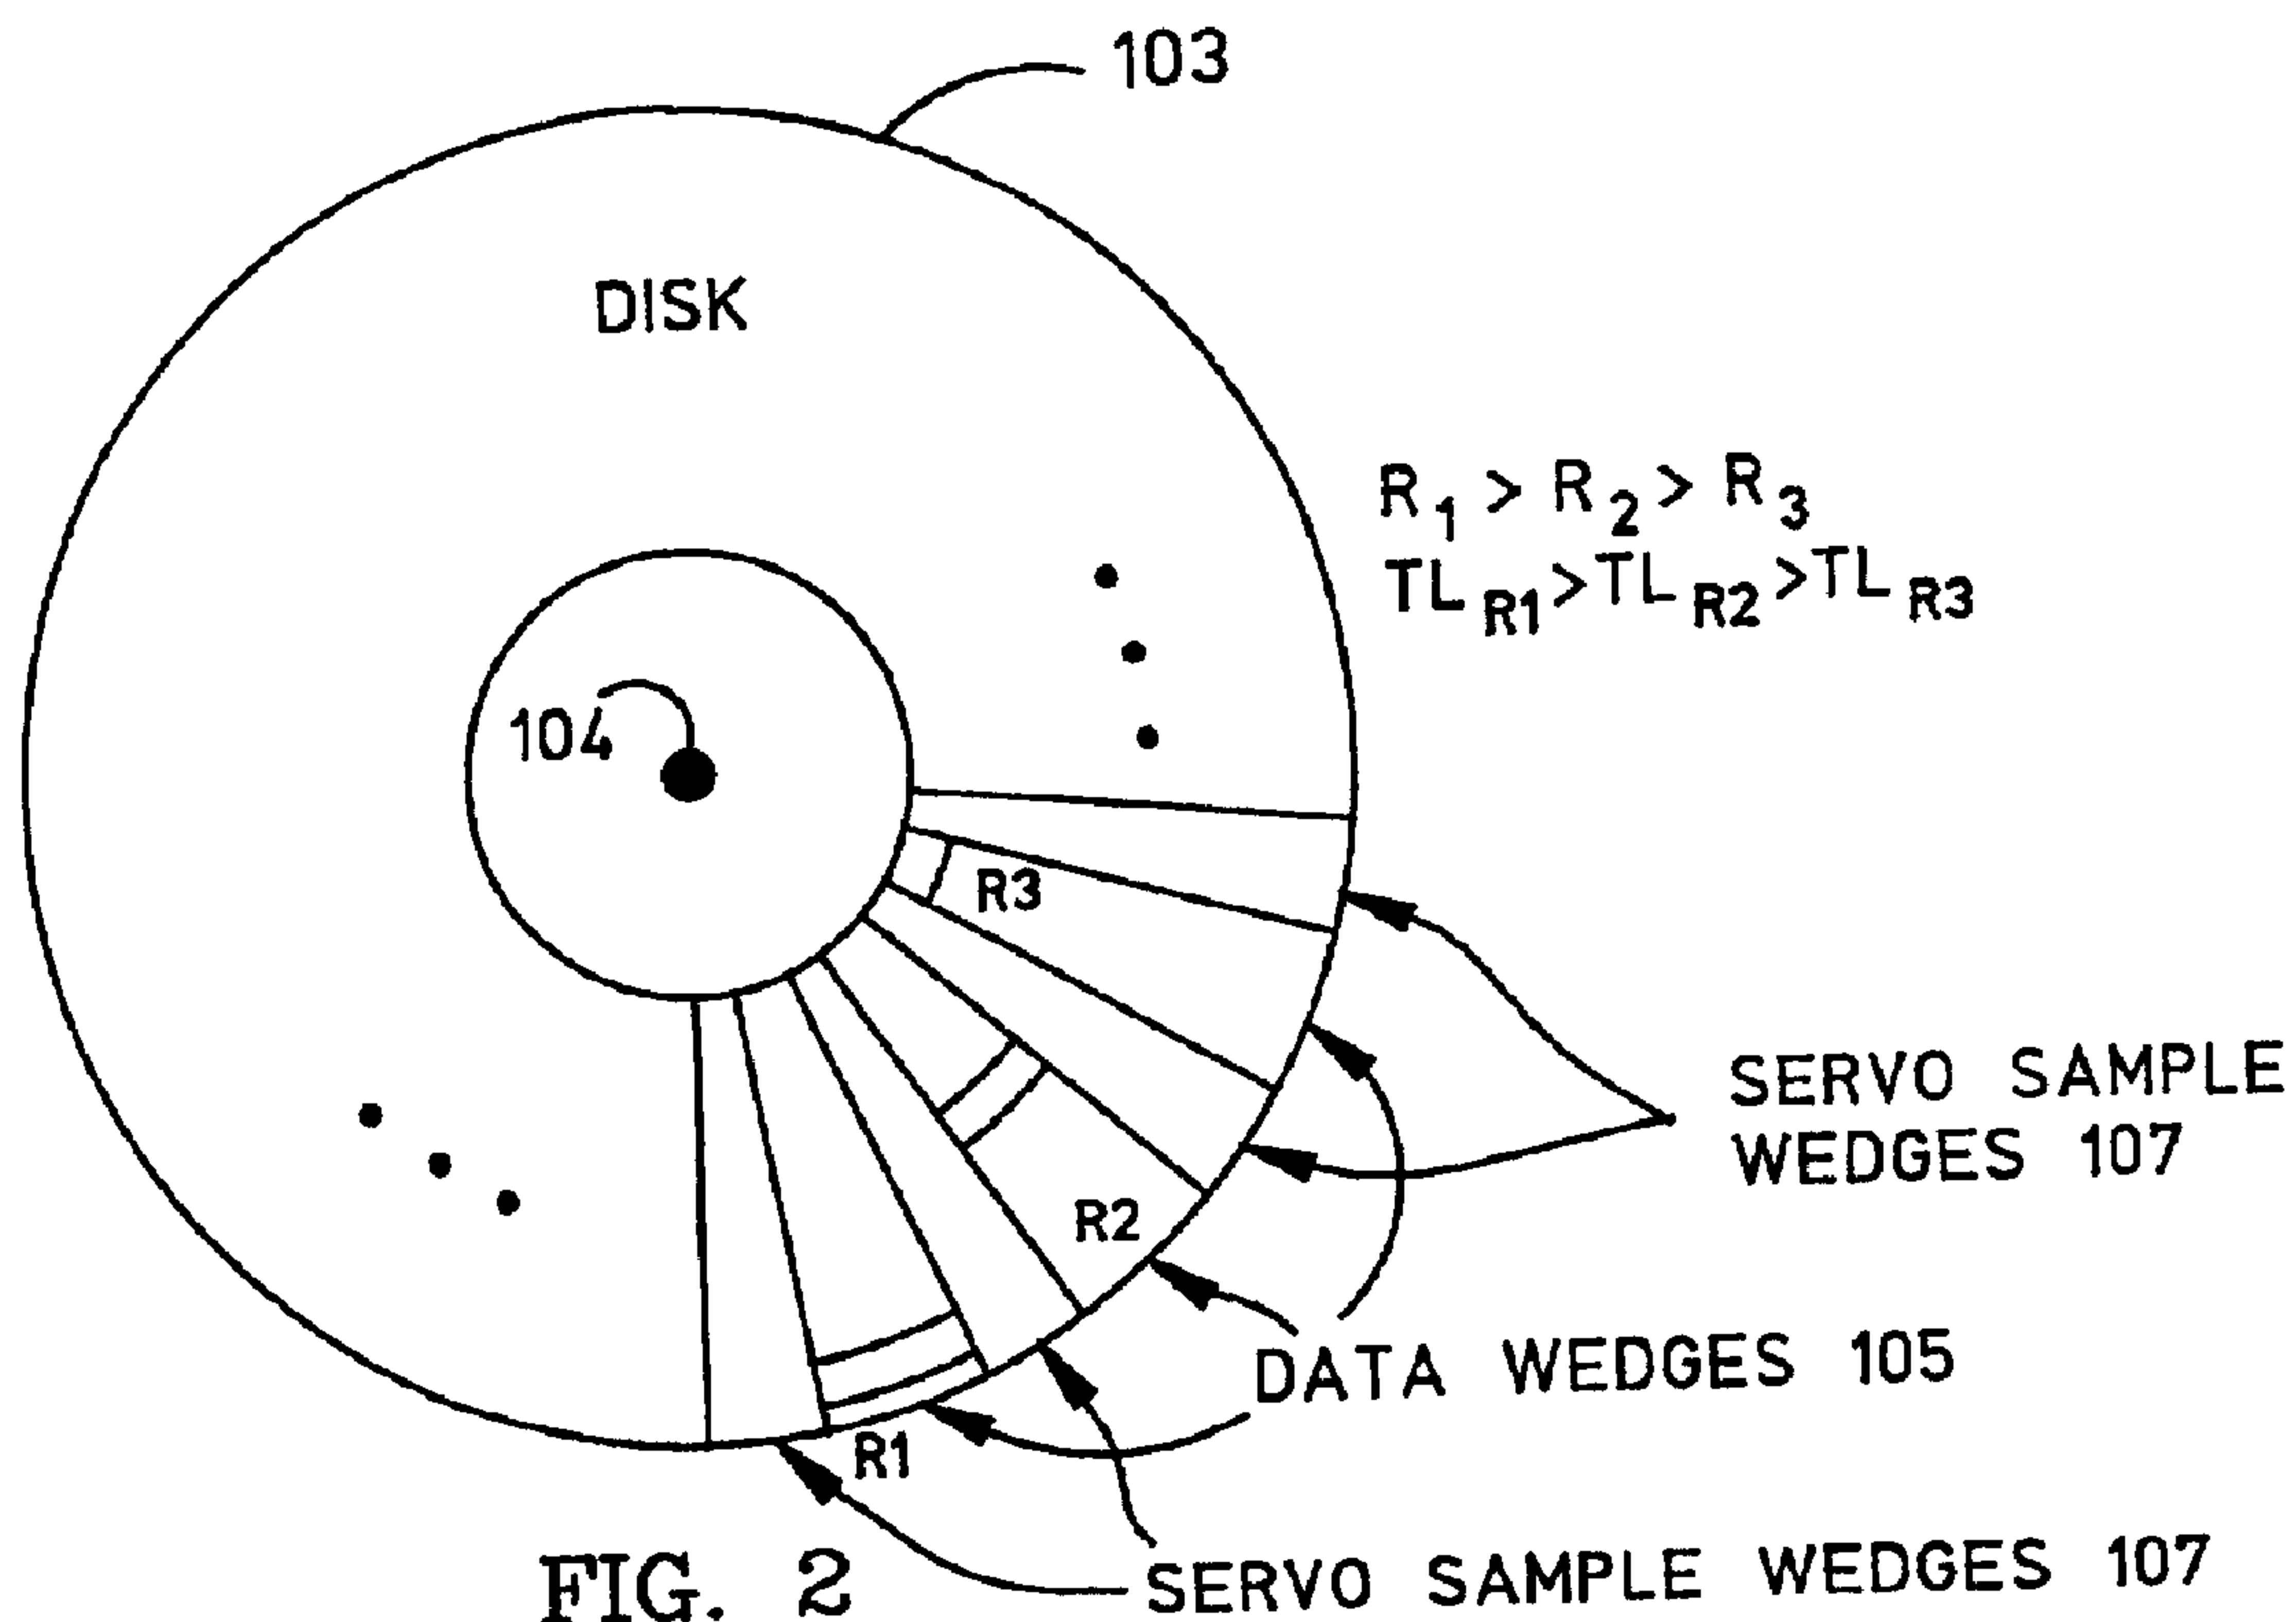 103
DISK
R1 > R2 > R3
TLR1>TLR2>TLR3
104
R3
SERVO SAMPLE
WEDGES 107
R2
DATA WEDGES 105
R1
SERVO SAMPLE WEDGES 107
FIG. 2